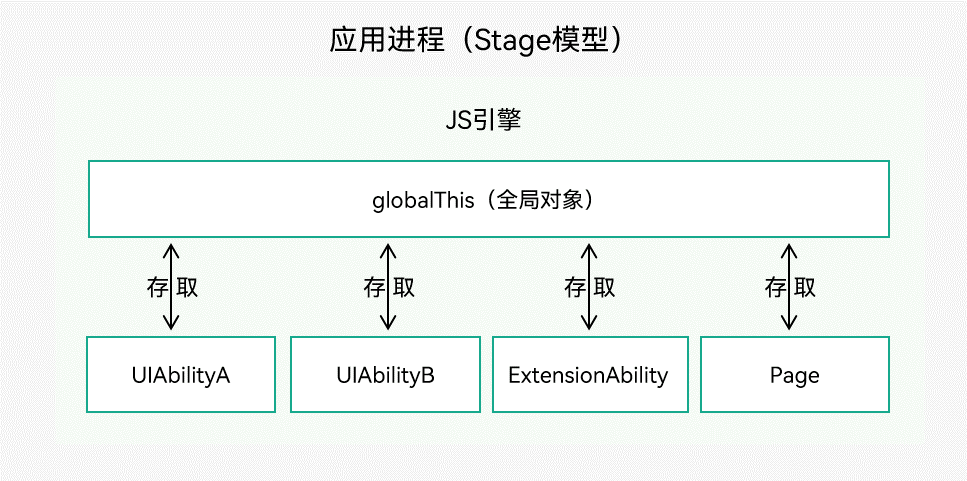 应用进程（Stage模型）
JS引擎
globalThis（全局对象）
存 取 存 取 存 取 存 取
UIAbilityA UIAbilityB ExtensionAbility Page